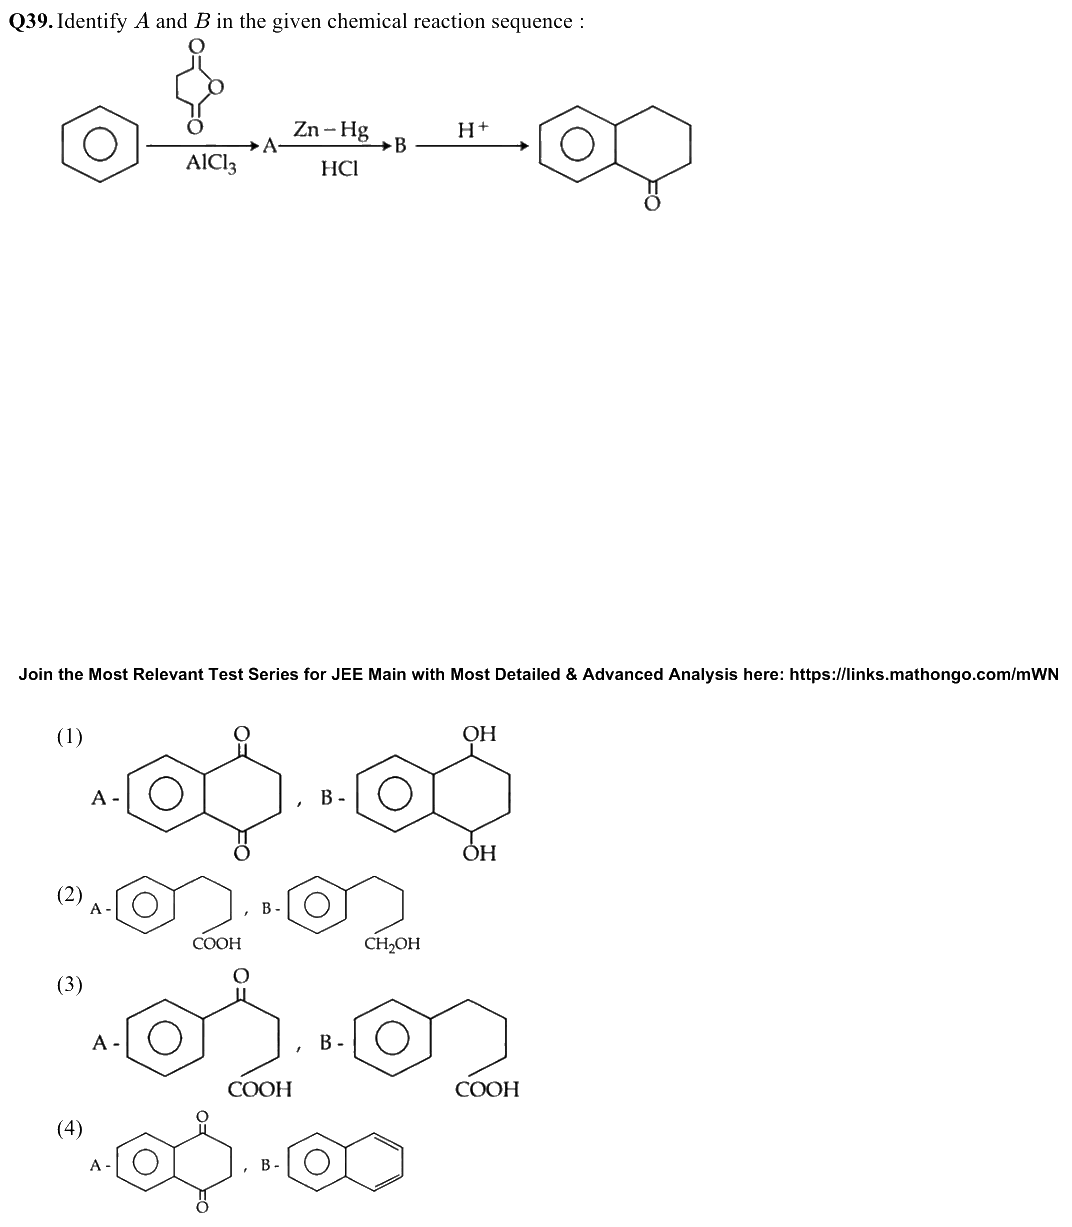 Q39. Identify A and B in the given chemical reaction sequence :
O
O
O
AlCl3
A
Zn – Hg
HCl
B
H+
O
Join the Most Relevant Test Series for JEE Main with Most Detailed & Advanced Analysis here: https://links.mathongo.com/mWN
(1)
A -
O
O
, B -
OH
OH
(2)
A -
COOH
, B -
CH2OH
(3)
A -
O
COOH
, B -
COOH
(4)
A -
O
O
, B -